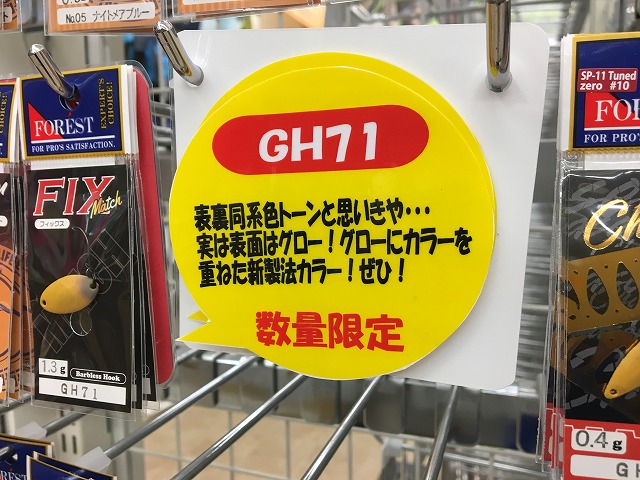 No.05 ナイトメアブルー
GH71
表裏同系色トーンと思いきや・・・
実は表面はグロー！グローにカラーを
重ねた新製法カラー！ぜひ！
数量限定
EXPERT'S CHOICE!
FOREST
FOR PRO'S SATISFACTION.
FIX
Match
フィックス
1.3g
Barbless Hook
GH71
SP-11 Tuned
zero #10
FOREST
FOR PRO'S
Ch
0.4g
GH